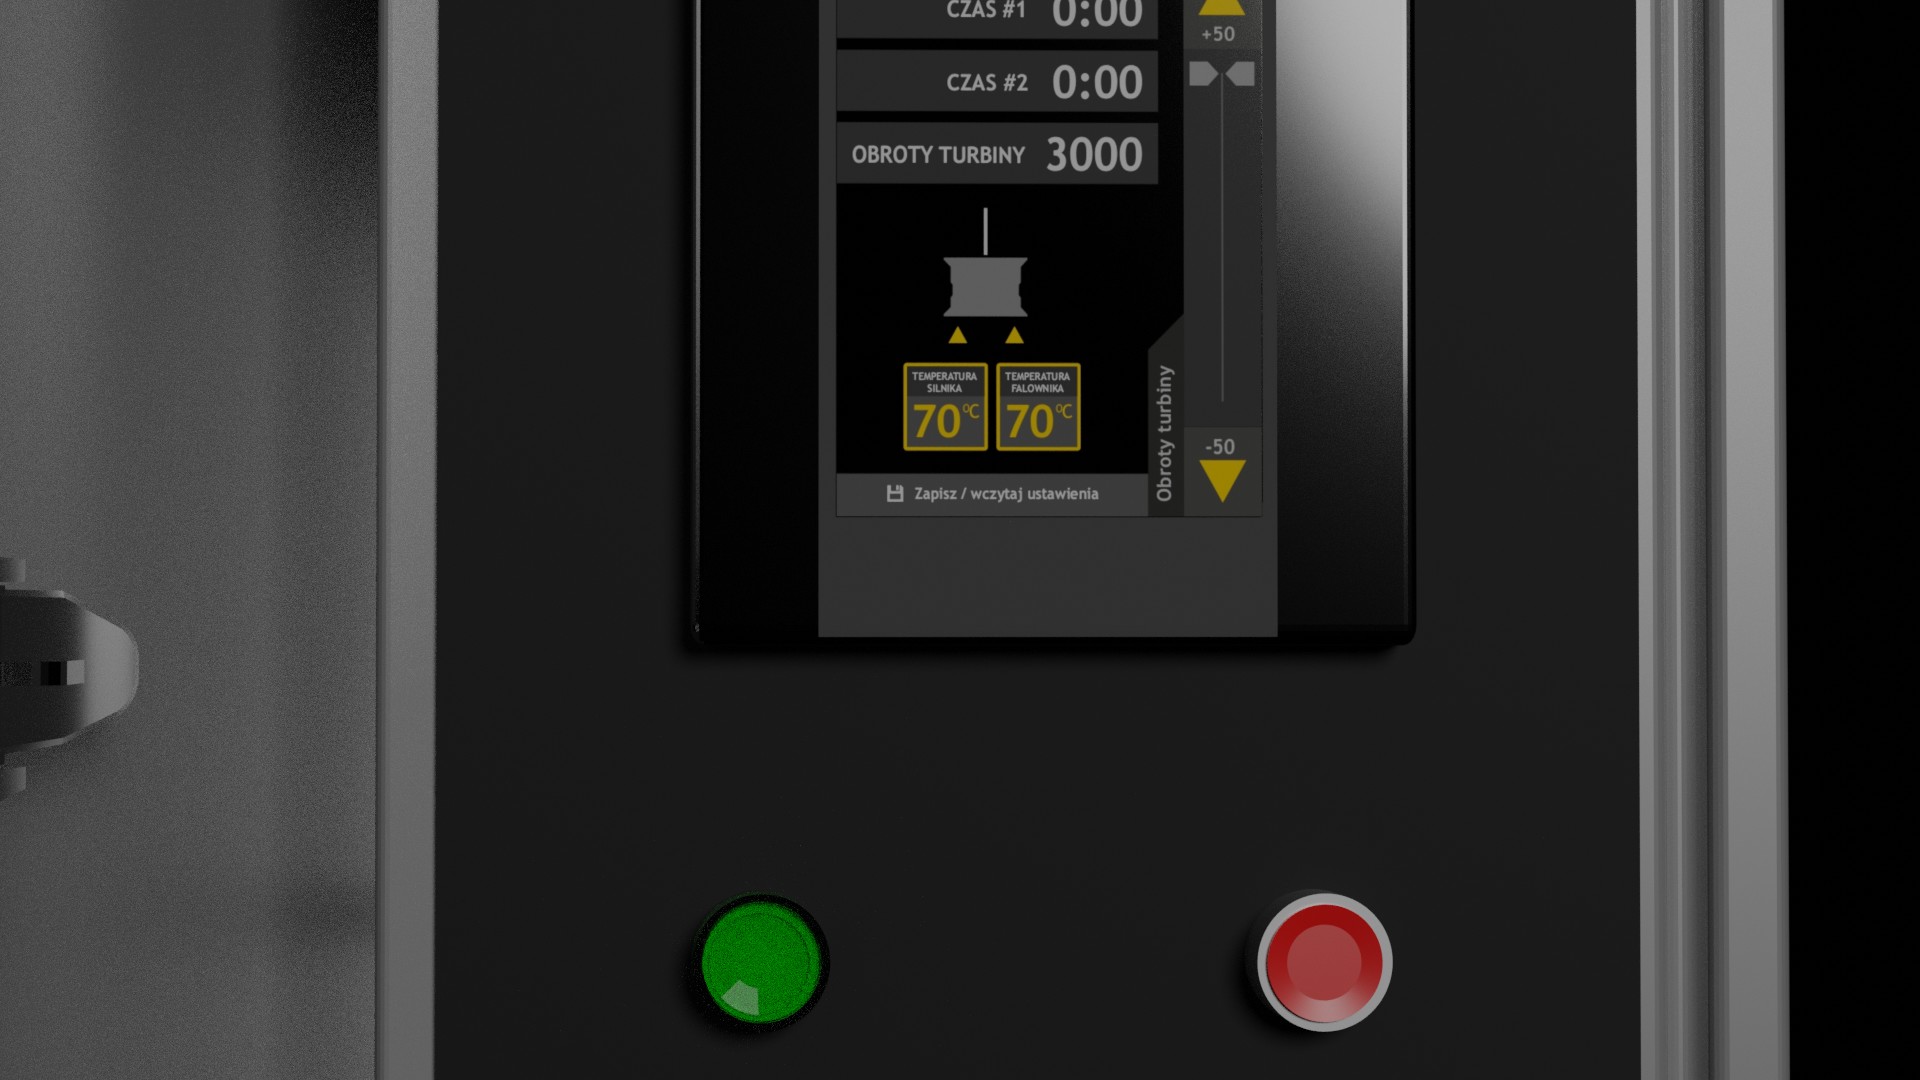 CZAS #1 0:00
+50
CZAS #2 0:00
OBROTY TURBINY 3000
TEMPERATURA
SILNIKA
70°C
TEMPERATURA
FALOWNIKA
70°C
Obroty turbiny
-50
Zapisz / wczytaj ustawienia